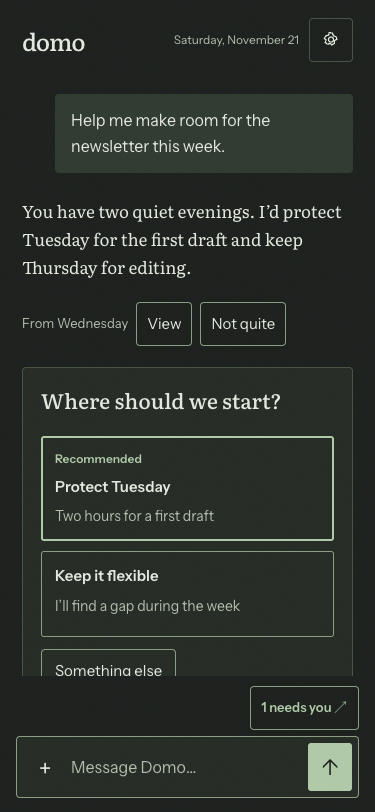 domo
Saturday, November 21
Help me make room for the
newsletter this week.
You have two quiet evenings. I’d protect
Tuesday for the first draft and keep
Thursday for editing.
From Wednesday
View
Not quite
Where should we start?
Recommended
Protect Tuesday
Two hours for a first draft
Keep it flexible
I’ll find a gap during the week
Something else
1 needs you ↗
+ Message Domo...